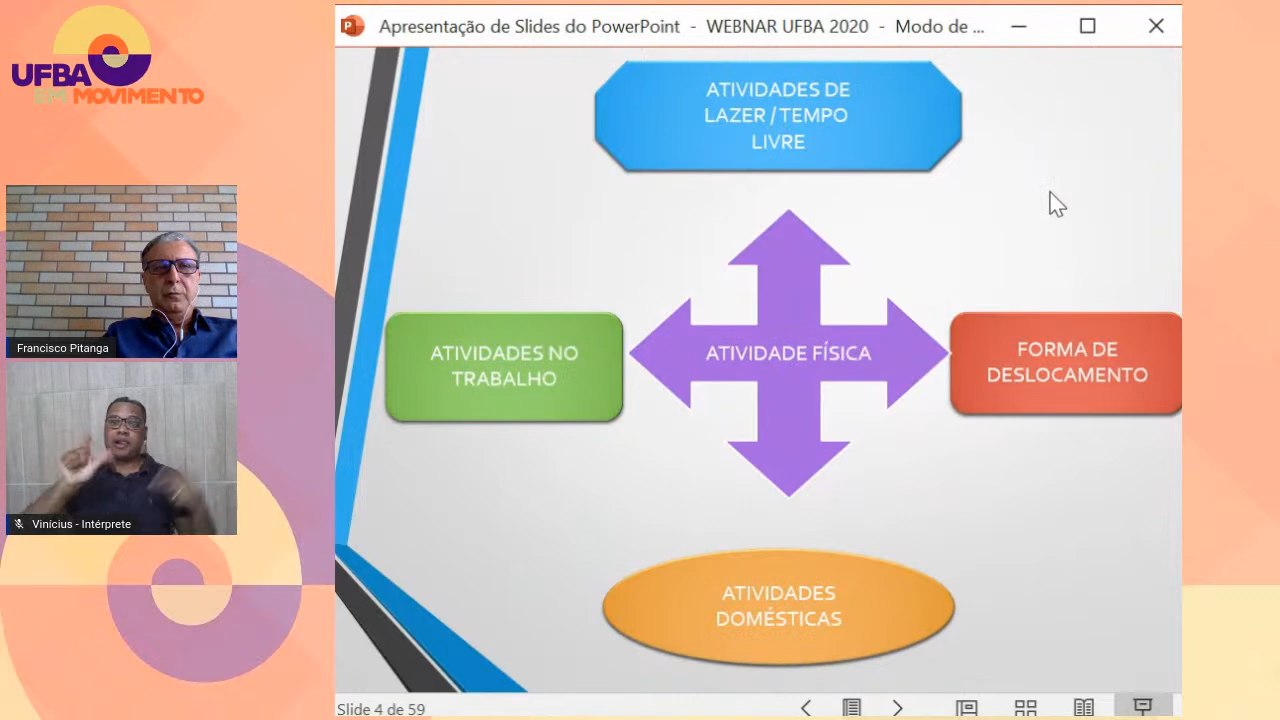 UFBA
EM MOVIMENTO
Apresentação de Slides do PowerPoint - WEBNAR UFBA 2020 - Modo de ...
ATIVIDADES DE
LAZER / TEMPO
LIVRE
ATIVIDADES NO
TRABALHO
ATIVIDADE FÍSICA
FORMA DE
DESLOCAMENTO
ATIVIDADES
DOMÉSTICAS
Francisco Pitanga
Vinícius - Intérprete
Slide 4 de 59